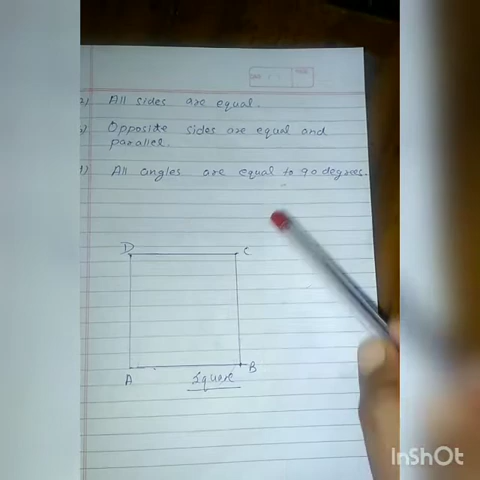 2) All sides are equal.
Opposite sides are equal and
parallel.
All angles are equal to 90 degrees.
D C
A B
Square
InShOt